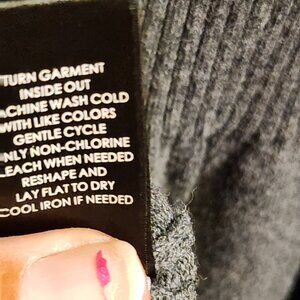 TURN GARMENT
INSIDE OUT
ACHINE WASH COLD
WITH LIKE COLORS
GENTLE CYCLE
ONLY NON-CHLORINE
LEACH WHEN NEEDED
RESHAPE AND
LAY FLAT TO DRY
COOL IRON IF NEEDED